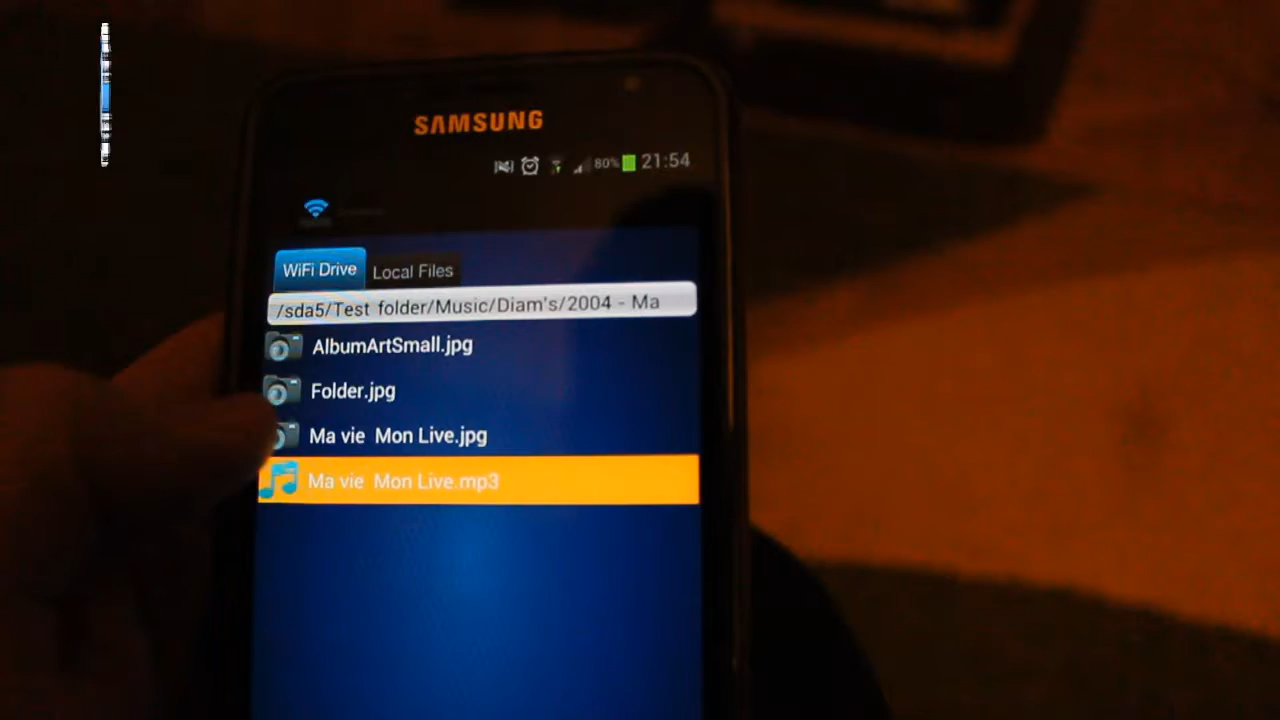 SAMSUNG
80% 21:54
WiFi Drive Local Files
/sda5/Test folder/Music/Diam's/2004 - Ma
AlbumArtSmall.jpg
Folder.jpg
Ma vie Mon Live.jpg
Ma vie Mon Live.mp3